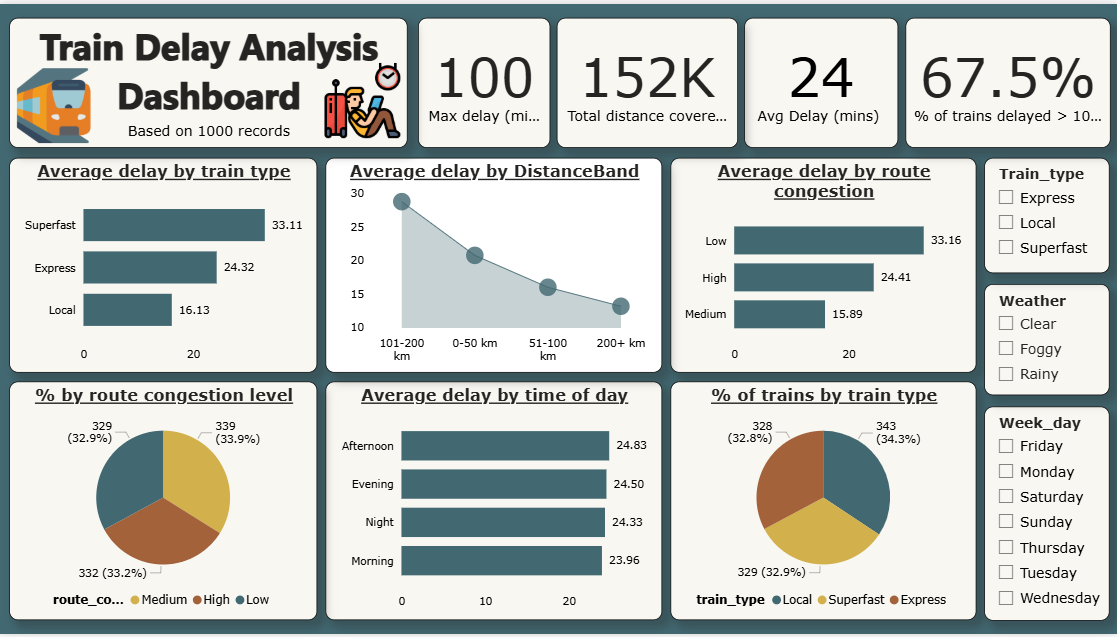 Train Delay Analysis
Dashboard
Based on 1000 records
100
Max delay (mi...
152K
Total distance covere...
24
Avg Delay (mins)
67.5%
% of trains delayed > 10...
Average delay by train type
Superfast
33.11
Express
24.32
Local
16.13
0 20
Average delay by DistanceBand
30
25
20
15
10
101-200
km
0-50 km
51-100
km
200+ km
Average delay by route
congestion
Low
33.16
High
24.41
Medium
15.89
0 20
Train_type
Express
Local
Superfast
Weather
Clear
Foggy
Rainy
% by route congestion level
329
(32.9%)
339
(33.9%)
332 (33.2%)
route_co... Medium High Low
Average delay by time of day
Afternoon
24.83
Evening
24.50
Night
24.33
Morning
23.96
0 10 20
% of trains by train type
328
(32.8%)
343
(34.3%)
329 (32.9%)
train_type Local Superfast Express
Week_day
Friday
Monday
Saturday
Sunday
Thursday
Tuesday
Wednesday